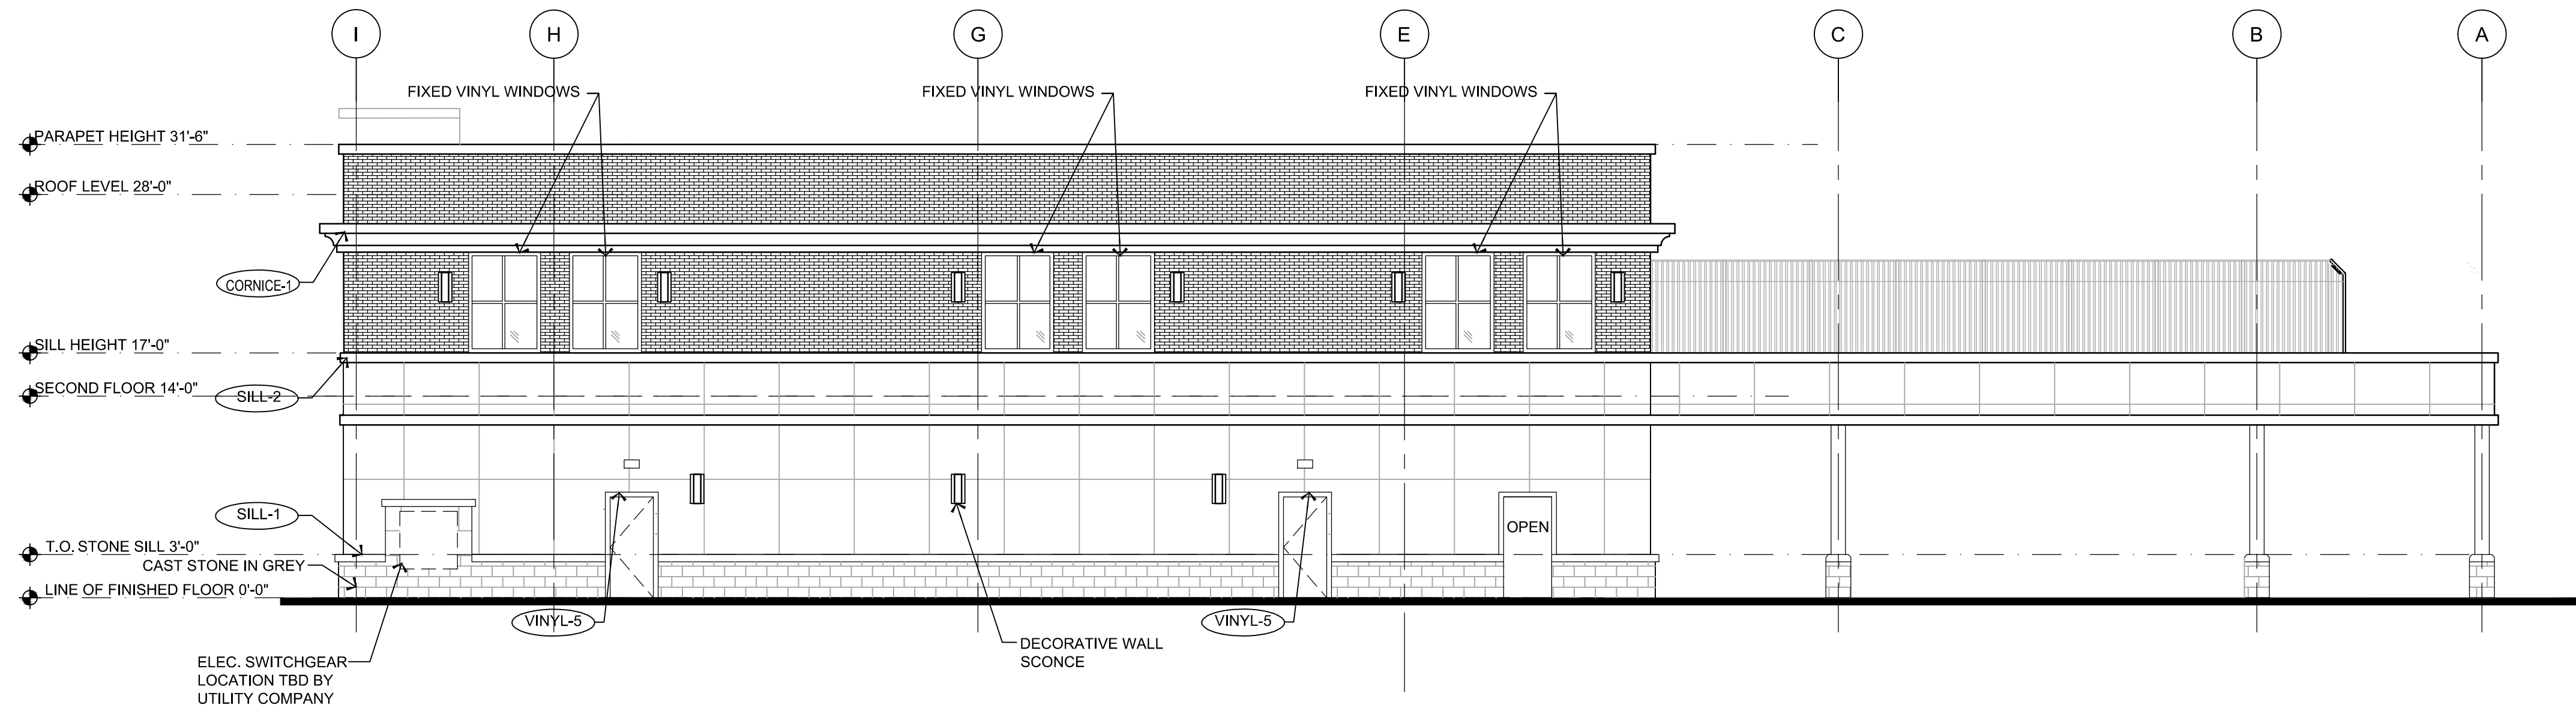 I
H
G
E
C
B
A
FIXED VINYL WINDOWS
FIXED VINYL WINDOWS
FIXED VINYL WINDOWS
PARAPET HEIGHT 31'-6"
ROOF LEVEL 28'-0"
CORNICE-1
SILL HEIGHT 17'-0"
SECOND FLOOR 14'-0"
SILL-2
SILL-1
OPEN
T.O. STONE SILL 3'-0"
CAST STONE IN GREY
LINE OF FINISHED FLOOR 0'-0"
VINYL-5
VINYL-5
DECORATIVE WALL
SCONCE
ELEC. SWITCHGEAR
LOCATION TBD BY
UTILITY COMPANY